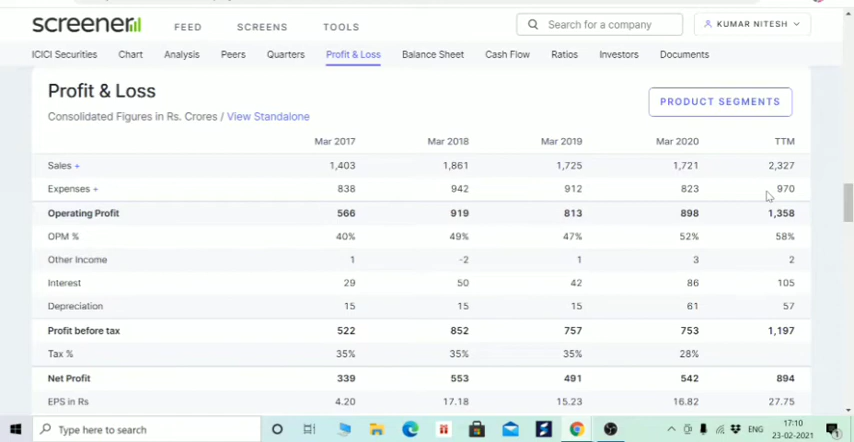 screener
FEED SCREENS TOOLS
Search for a company
KUMAR NITESH
ICICI Securities Chart Analysis Peers Quarters Profit & Loss Balance Sheet Cash Flow Ratios Investors Documents
Profit & Loss
PRODUCT SEGMENTS
Consolidated Figures in Rs. Crores / View Standalone
Mar 2017 Mar 2018 Mar 2019 Mar 2020 TTM
Sales + 1,403 1,861 1,725 1,721 2,327
Expenses + 838 942 912 823 970
Operating Profit 566 919 813 898 1,358
OPM % 40% 49% 47% 52% 58%
Other Income 1 -2 1 3 2
Interest 29 50 42 86 105
Depreciation 15 15 15 61 57
Profit before tax 522 852 757 753 1,197
Tax % 35% 35% 35% 28%
Net Profit 339 553 491 542 894
EPS in Rs 4.20 17.18 15.23 16.82 27.75
Type here to search
ENG
17:10
23-02-2021
1